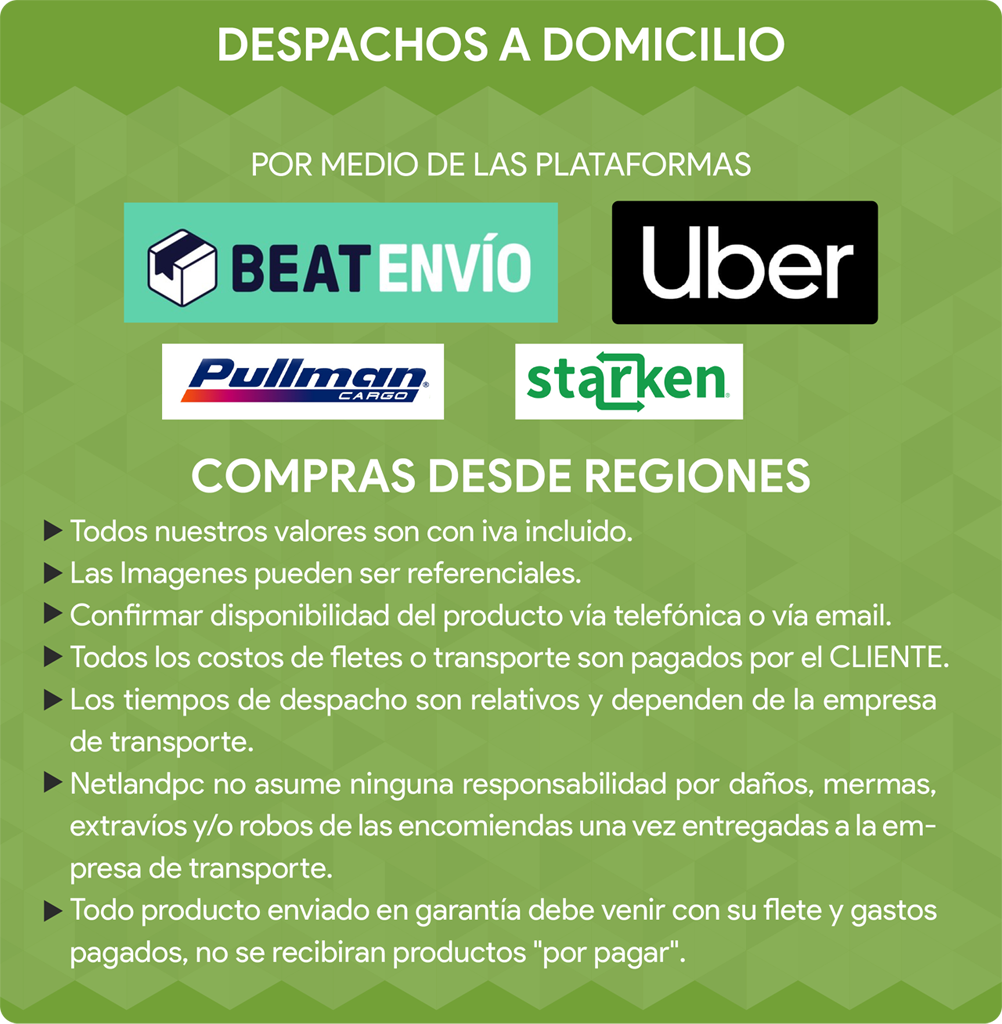 DESPACHOS A DOMICILIO
POR MEDIO DE LAS PLATAFORMAS
BEAT ENVÍO
Uber
Pullman
CARGO
starken
COMPRAS DESDE REGIONES
Todos nuestros valores son con iva incluido.
Las Imagenes pueden ser referenciales.
Confirmar disponibilidad del producto vía telefónica o vía email.
Todos los costos de fletes o transporte son pagados por el CLIENTE.
Los tiempos de despacho son relativos y dependen de la empresa
de transporte.
Netlandpc no asume ninguna responsabilidad por daños, mermas,
extravíos y/o robos de las encomiendas una vez entregadas a la em-
presa de transporte.
Todo producto enviado en garantía debe venir con su flete y gastos
pagados, no se recibiran productos "por pagar".